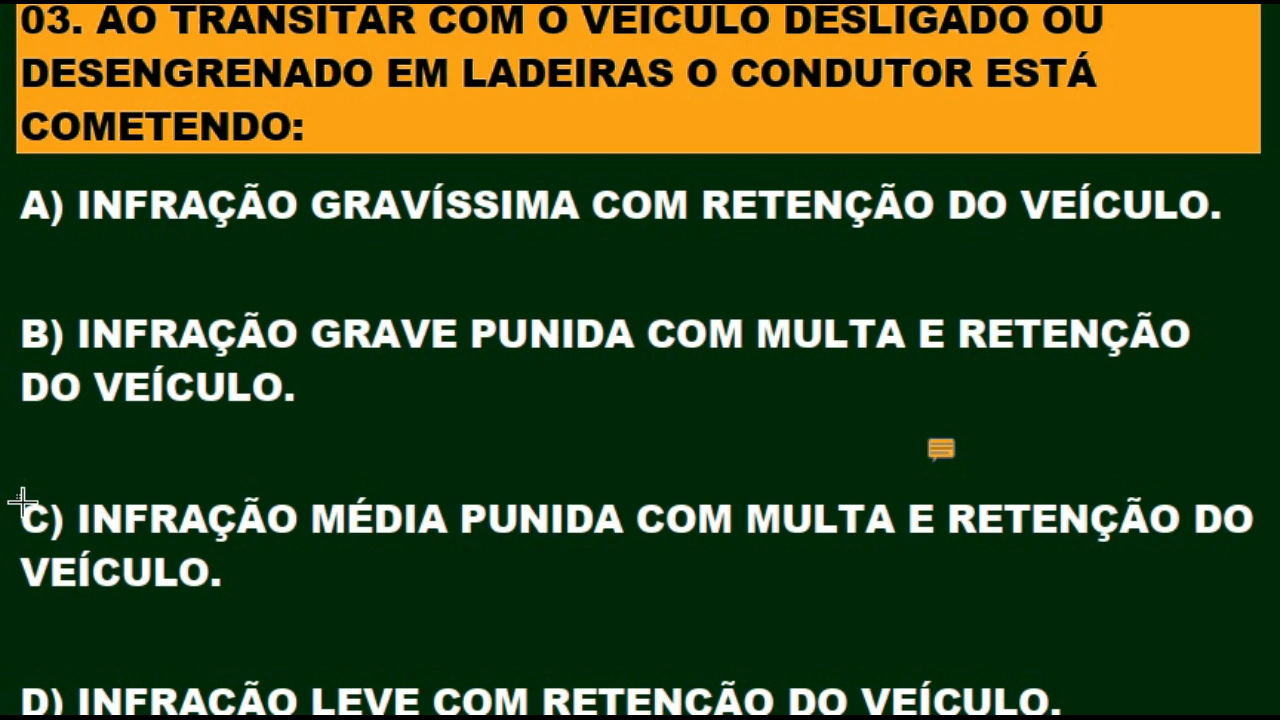 03. AO TRANSITAR COM O VEÍCULO DESLIGADO OU
DESENGRENADO EM LADEIRAS O CONDUTOR ESTÁ
COMETENDO:
A) INFRAÇÃO GRAVÍSSIMA COM RETENÇÃO DO VEÍCULO.
B) INFRAÇÃO GRAVE PUNIDA COM MULTA E RETENÇÃO
DO VEÍCULO.
C) INFRAÇÃO MÉDIA PUNIDA COM MULTA E RETENÇÃO DO
VEÍCULO.
D) INFRAÇÃO LEVE COM RETENÇÃO DO VEÍCULO.